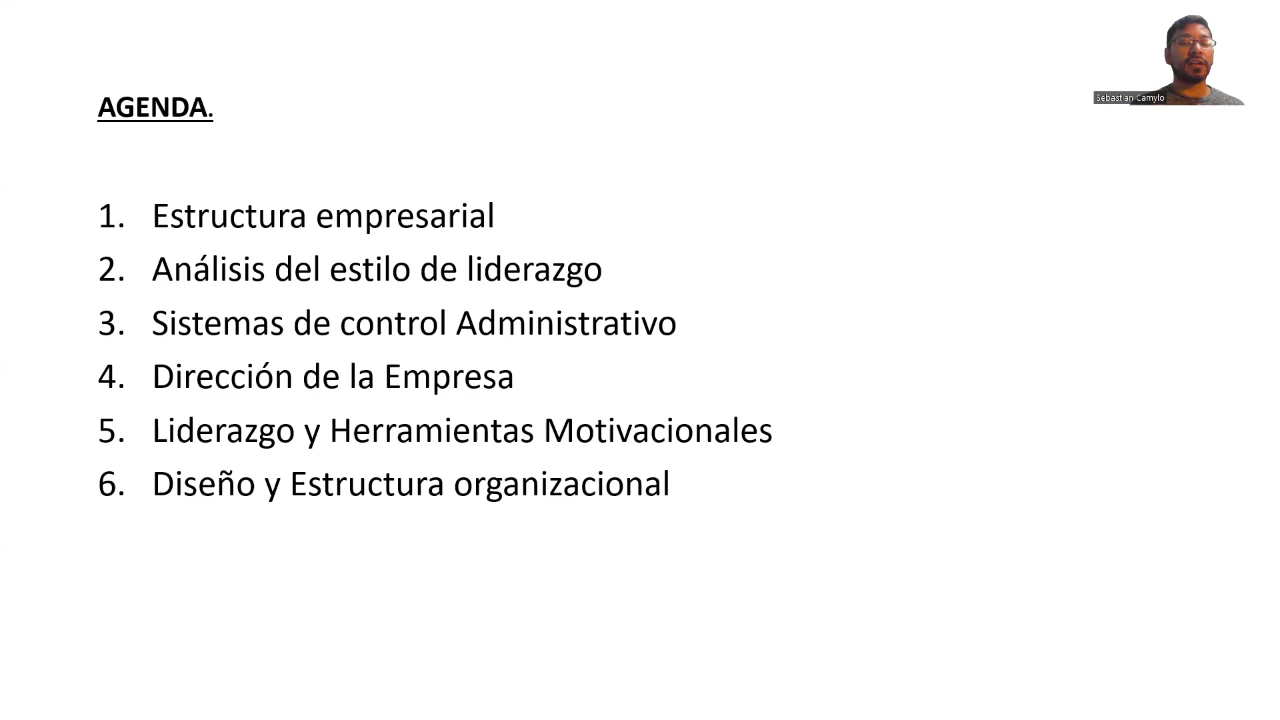 AGENDA.
Sebastian Camylo
1. Estructura empresarial
2. Análisis del estilo de liderazgo
3. Sistemas de control Administrativo
4. Dirección de la Empresa
5. Liderazgo y Herramientas Motivacionales
6. Diseño y Estructura organizacional